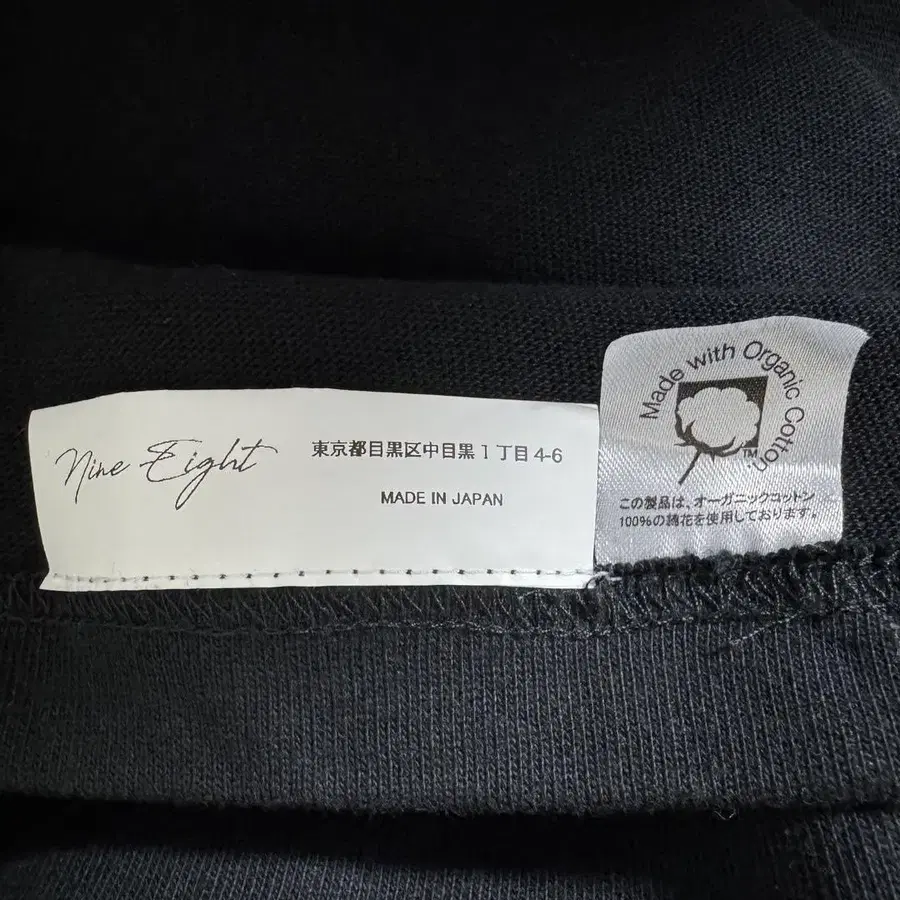 Nine Eight
東京都目黒区中目黒1丁目4-6
MADE IN JAPAN
Made with Organic Cotton
TM
この製品は、オーガニックコットン
100%の綿花を使用しております。